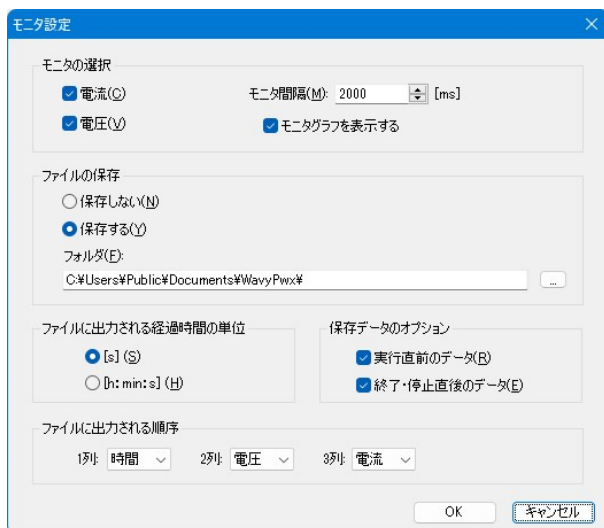 モニタ設定
モニタの選択
電流(C) モニタ間隔(M): 2000 [ms]
電圧(V) モニタグラフを表示する
ファイルの保存
保存しない(N)
保存する(Y)
フォルダ(F):
C:¥Users¥Public¥Documents¥WavyPwx¥ ...
ファイルに出力される経過時間の単位 保存データのオプション
[s] (S) 実行直前のデータ(R)
[h:min:s] (H) 終了・停止直後のデータ(E)
ファイルに出力される順序
1列: 時間 2列: 電圧 3列: 電流
OK キャンセル